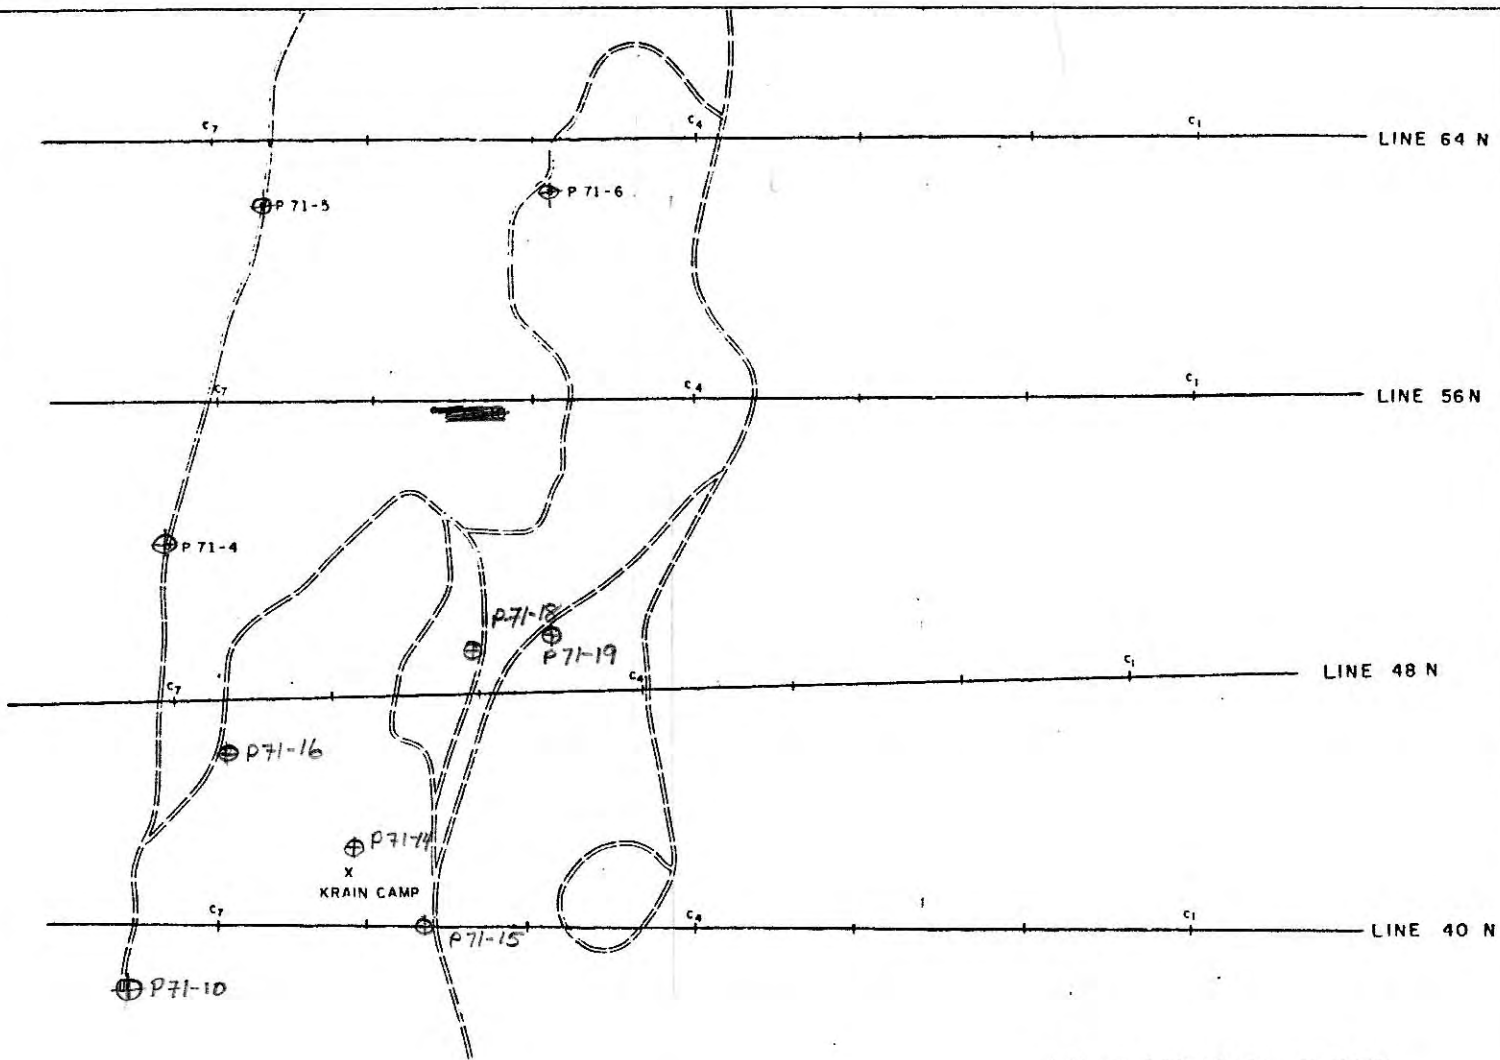 C7 C4 C1 LINE 64 N
P 71-5
P 71-6
C7 C4 C1 LINE 56 N
P 71-4
P71-18
P71-19
C7 C4 C1 LINE 48 N
P71-16
P71-14
X
KRAIN CAMP
C7 C4 C1 LINE 40 N
P71-15
P71-10